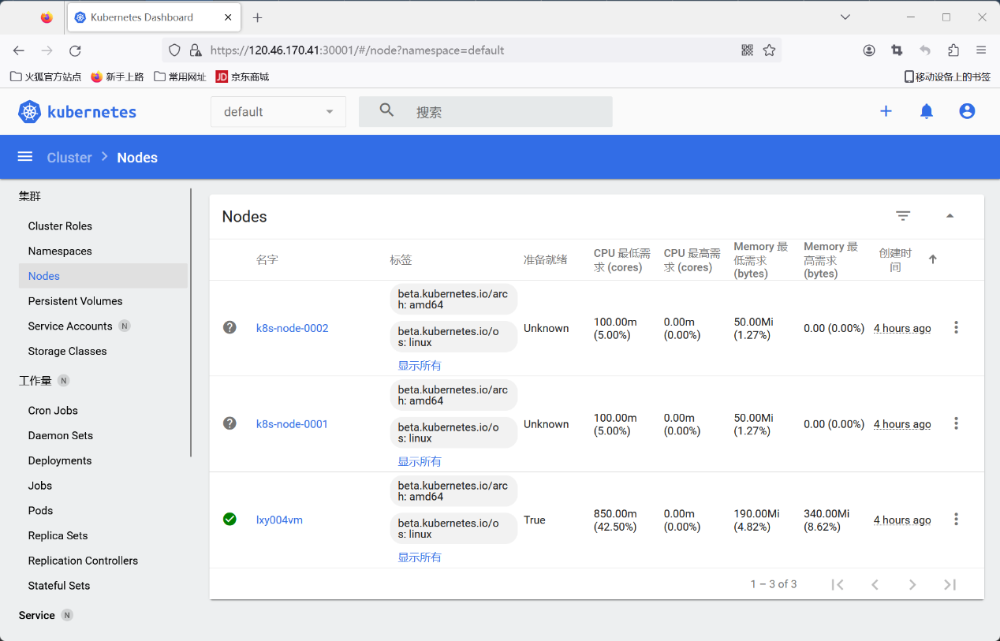 Kubernetes Dashboard
https://120.46.170.41:30001/#/node?namespace=default
火狐官方站点 新手上路 常用网址 JD 京东商城 移动设备上的书签
kubernetes default 搜索
Cluster Nodes
集群
Cluster Roles
Namespaces
Nodes
Persistent Volumes
Service Accounts N
Storage Classes
工作量 N
Cron Jobs
Daemon Sets
Deployments
Jobs
Pods
Replica Sets
Replication Controllers
Stateful Sets
Service N
Nodes
名字
标签
准备就绪
CPU 最低需
求 (cores)
CPU 最高需
求 (cores)
Memory 最
低需求
(bytes)
Memory 最
高需求
(bytes)
创建时
间
k8s-node-0002
beta.kubernetes.io/arc
h: amd64
beta.kubernetes.io/o
s: linux
显示所有
Unknown
100.00m
(5.00%)
0.00m
(0.00%)
50.00Mi
(1.27%)
0.00 (0.00%)
4 hours ago
k8s-node-0001
beta.kubernetes.io/arc
h: amd64
beta.kubernetes.io/o
s: linux
显示所有
Unknown
100.00m
(5.00%)
0.00m
(0.00%)
50.00Mi
(1.27%)
0.00 (0.00%)
4 hours ago
lxy004vm
beta.kubernetes.io/arc
h: amd64
beta.kubernetes.io/o
s: linux
显示所有
True
850.00m
(42.50%)
0.00m
(0.00%)
190.00Mi
(4.82%)
340.00Mi
(8.62%)
4 hours ago
1 – 3 of 3